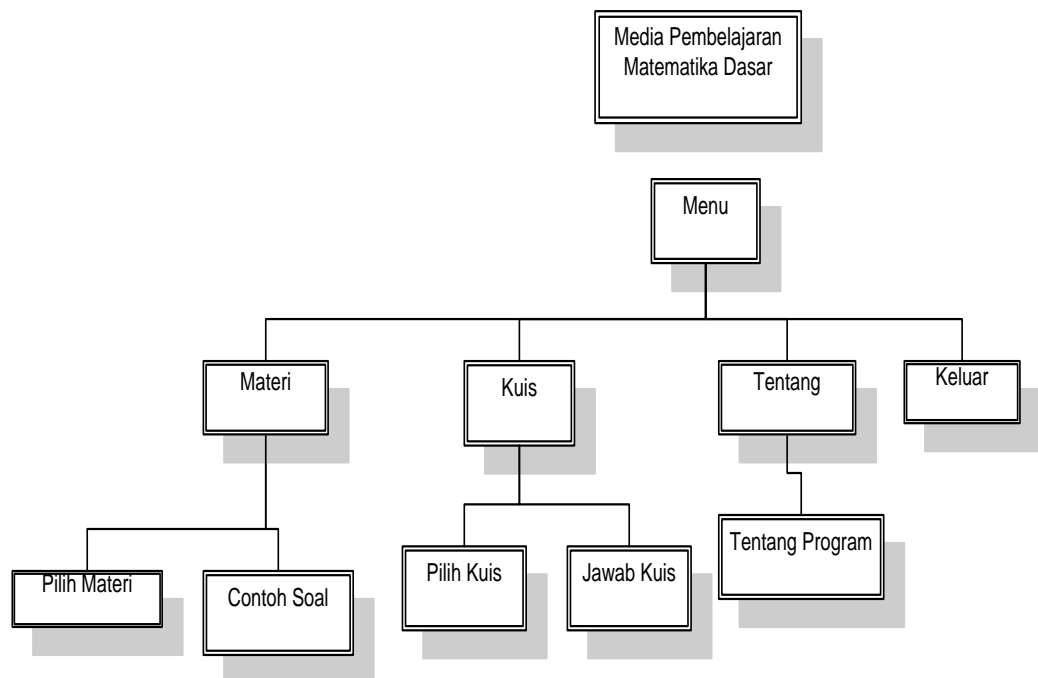 Media Pembelajaran
Matematika Dasar
Menu
Materi
Kuis
Tentang
Keluar
Pilih Materi
Contoh Soal
Pilih Kuis
Jawab Kuis
Tentang Program